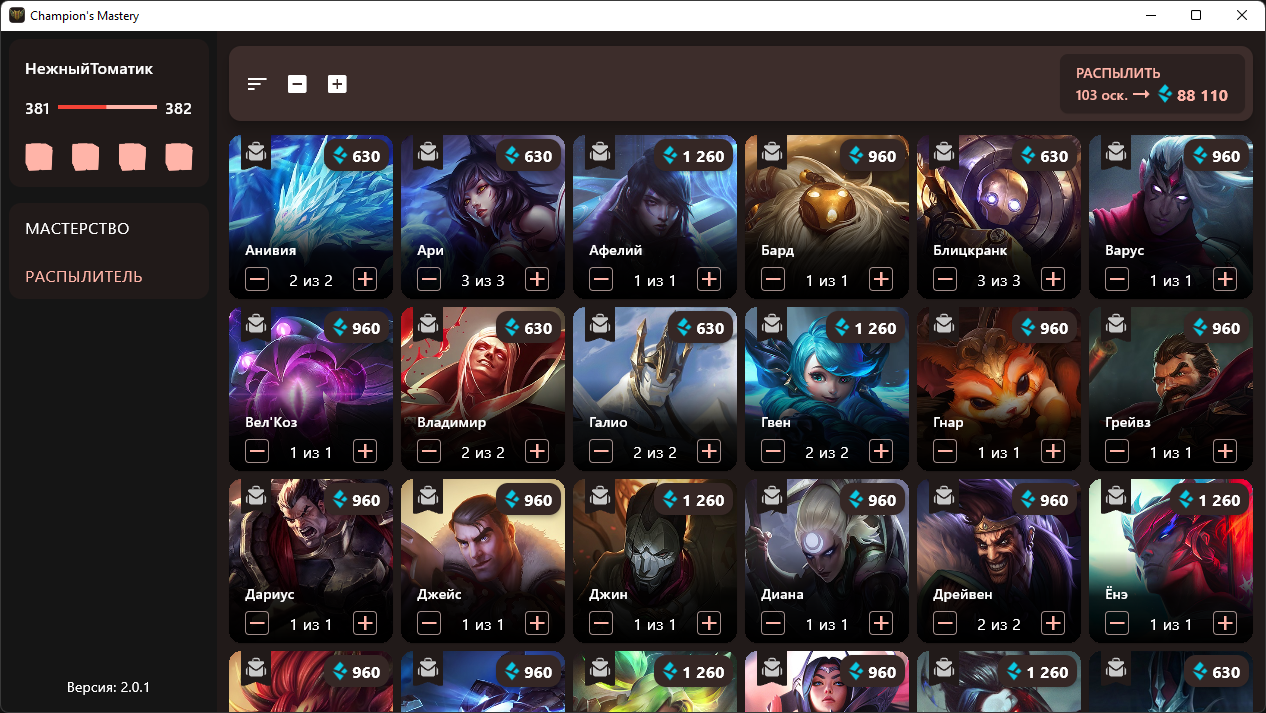 Champion's Mastery
НежныйТоматик
381 382
МАСТЕРСТВО
РАСПЫЛИТЕЛЬ
Версия: 2.0.1
РАСПЫЛИТЬ
103 оск. → 88 110
630 630 1 260 960 630 960
Анивия Ари Афелий Бард Блицкранк Варус
2 из 2 3 из 3 1 из 1 1 из 1 3 из 3 1 из 1
960 630 630 1 260 960 960
Вел'Коз Владимир Галио Гвен Гнар Грейвз
1 из 1 2 из 2 2 из 2 2 из 2 1 из 1 1 из 1
960 960 1 260 960 960 1 260
Дариус Джейс Джин Диана Дрейвен Ёнэ
1 из 1 1 из 1 1 из 1 1 из 1 2 из 2 1 из 1
960 960 1 260 960 1 260 630